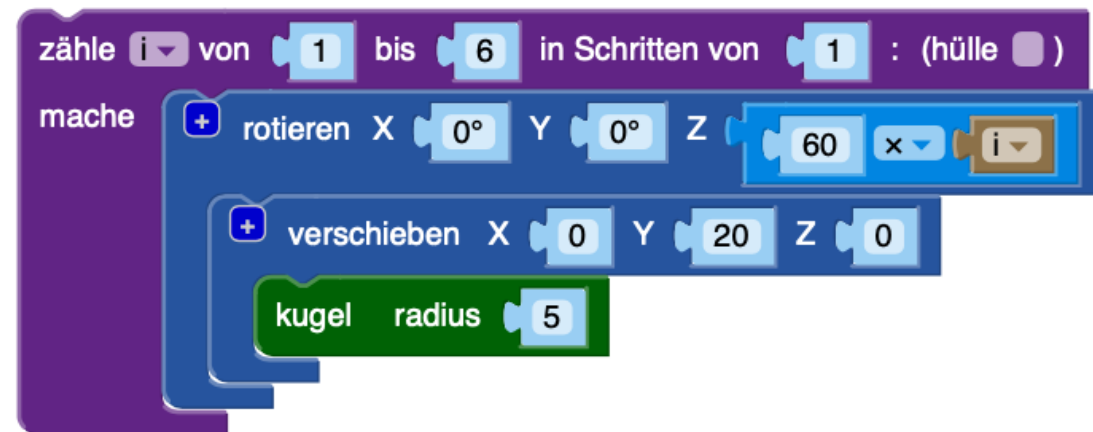 zähle i von 1 bis 6 in Schritten von 1 : (hülle )
mache
+ rotieren X 0° Y 0° Z 60 × i
+ verschieben X 0 Y 20 Z 0
kugel radius 5